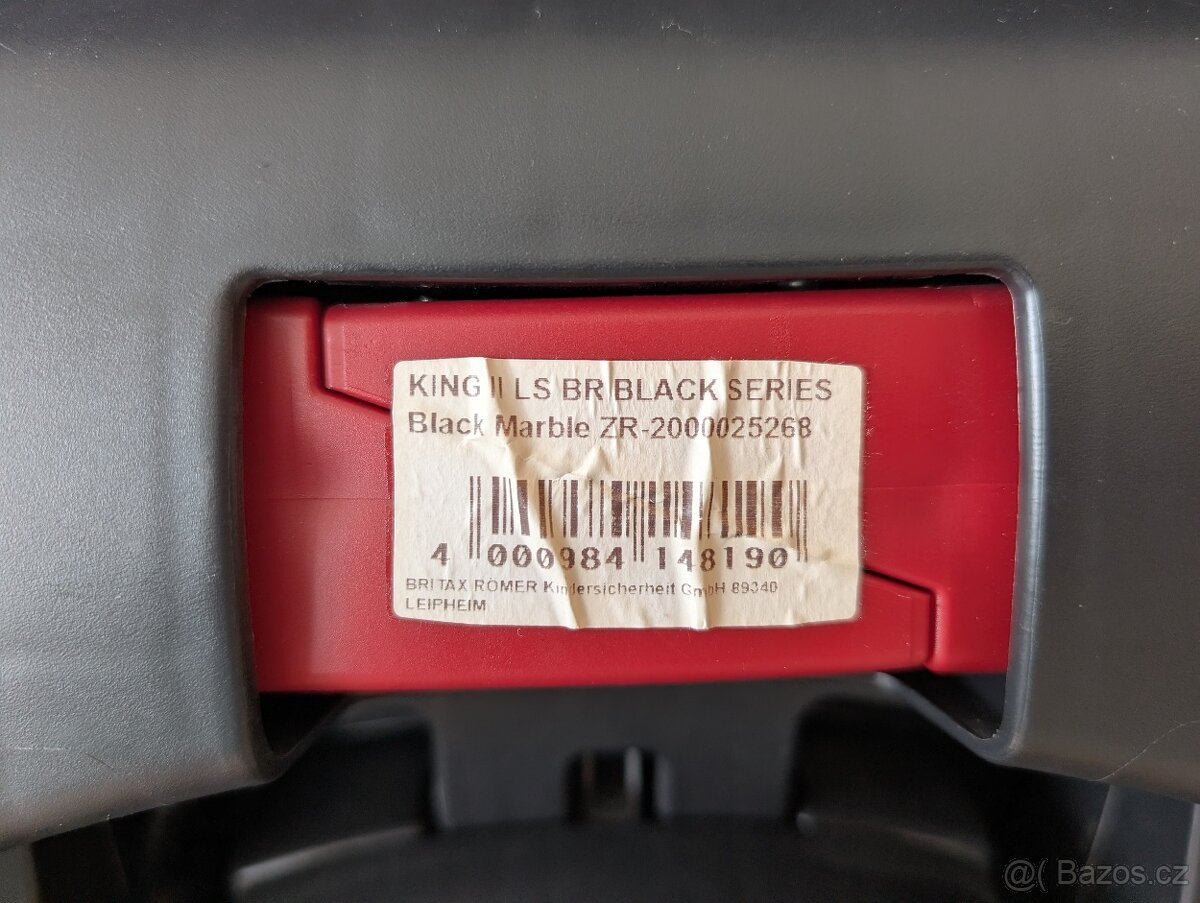 KING II LS BR BLACK SERIES
Black Marble ZR-2000025268
4 000984 148190
BRITAX RÖMER Kindersicherheit GmbH 89340
LEIPHEIM
@( Bazos.cz